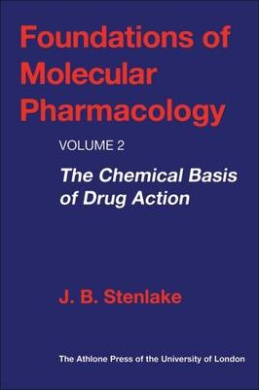 Foundations of
Molecular
Pharmacology
VOLUME 2
The Chemical Basis
of Drug Action
J. B. Stenlake
The Athlone Press of the University of London